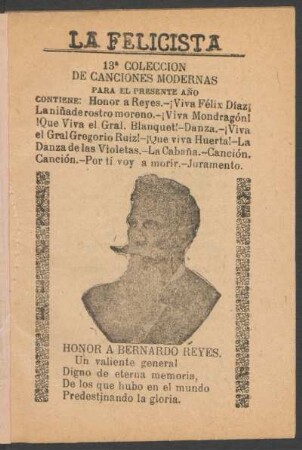 LA FELICISTA
13ª COLECCION
DE CANCIONES MODERNAS
PARA EL PRESENTE AÑO
CONTIENE: Honor a Reyes.-¡Viva Félix Diaz¡
La niña de rostro moreno.-¡Viva Mondragón!
!Que Viva el Gral. Blanquet!-Danza.-¡Viva
el Gral Gregorio Ruiz!-¡Que viva Huerta!-La
Danza de las Violetas.-La Cabaña.-Canción.
Canción.-Por tí voy a morir.-Juramento.
HONOR A BERNARDO REYES.
Un valiente general
Digno de eterna memoria,
De los que hubo en el mundo
Predestinando la gloria.